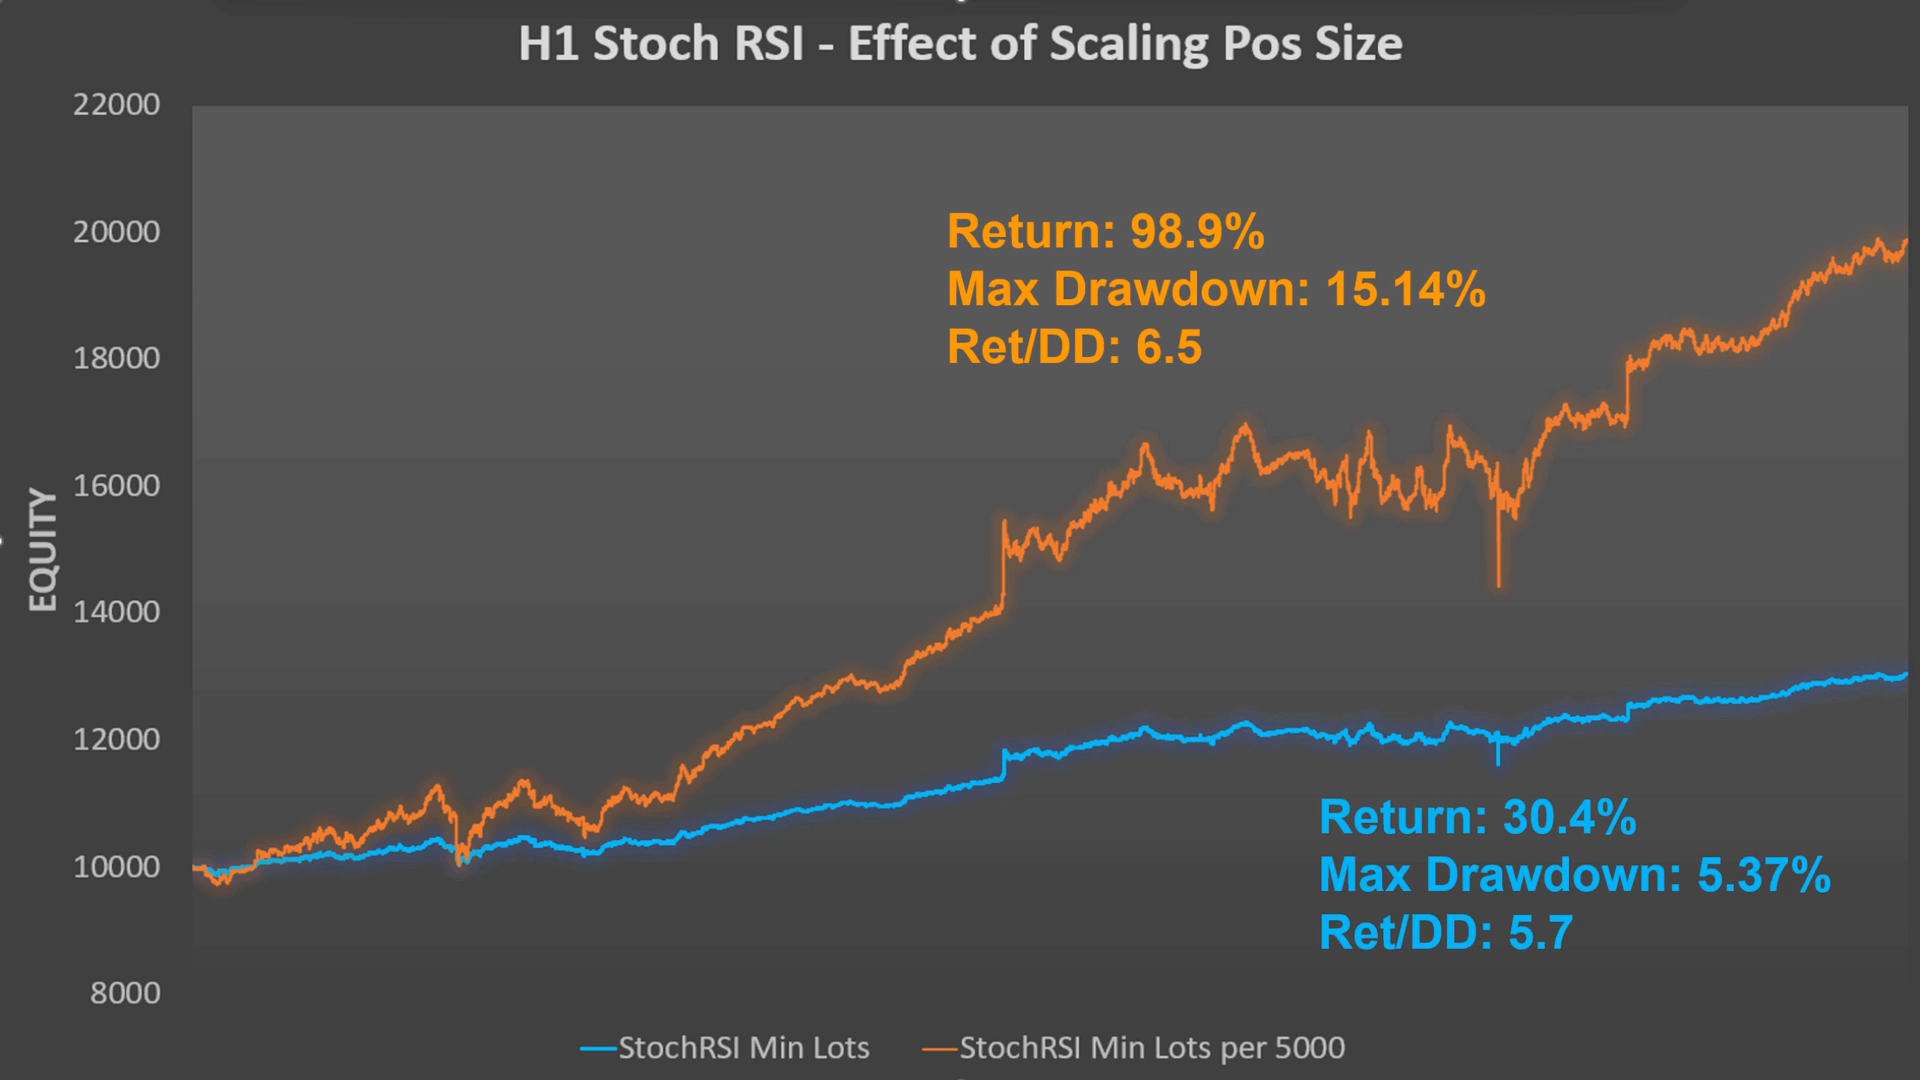 H1 Stoch RSI - Effect of Scaling Pos Size
22000
20000
18000
16000
14000
12000
10000
8000
EQUITY
Return: 98.9%
Max Drawdown: 15.14%
Ret/DD: 6.5
Return: 30.4%
Max Drawdown: 5.37%
Ret/DD: 5.7
StochRSI Min Lots
StochRSI Min Lots per 5000